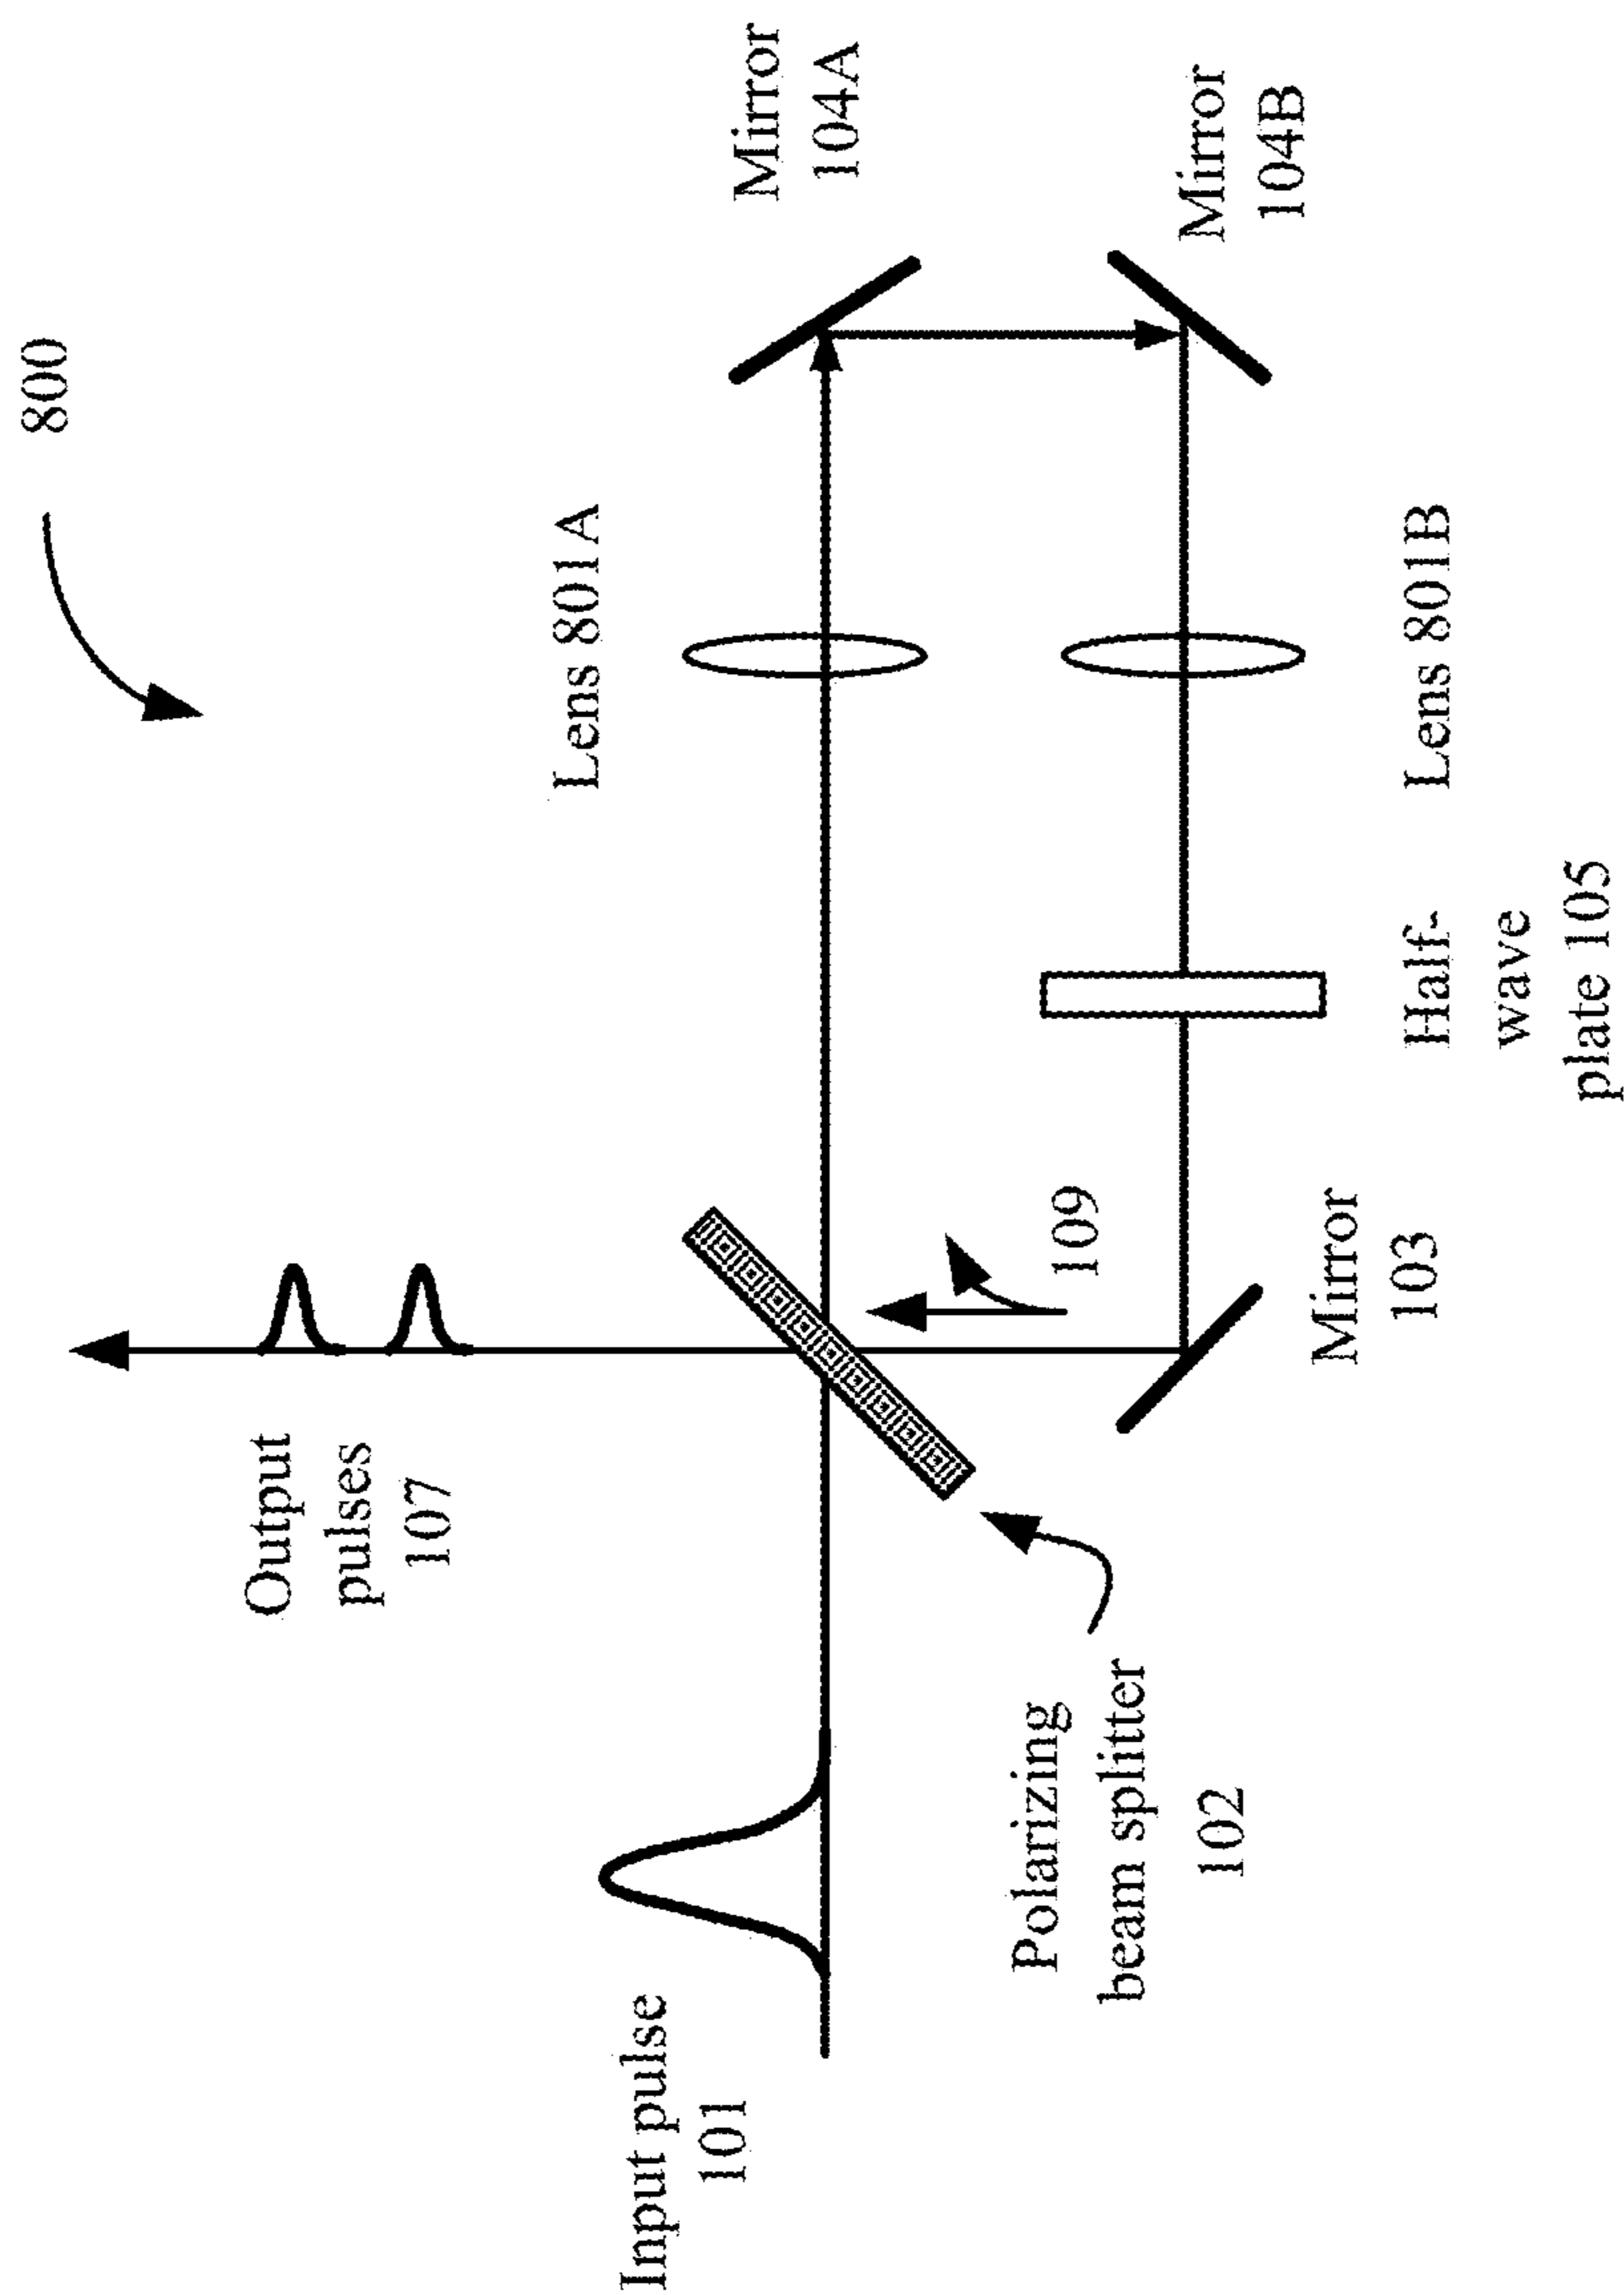 800
Mirror
104A
Mirror
104B
Lens 801A
Lens 801B
Half-
wave
plate 105
Output
pulses
107
109
Mirror
103
Input pulse
101
Polarizing
beam splitter
102